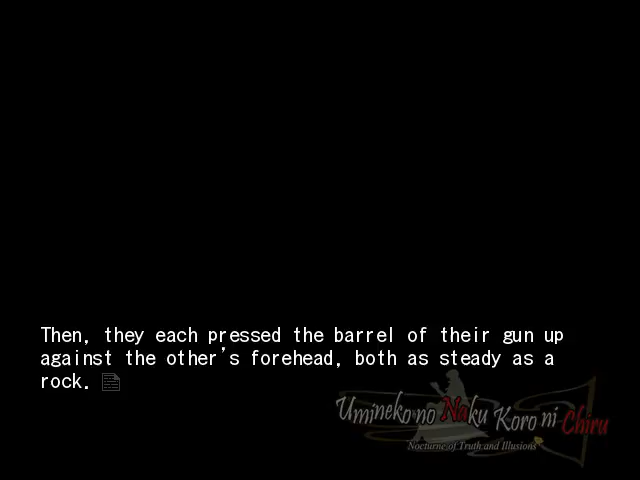 Then, they each pressed the barrel of their gun up
against the other's forehead, both as steady as a
rock.
Umineko no Naku Koro ni Chiru
Nocturne of Truth and Illusions